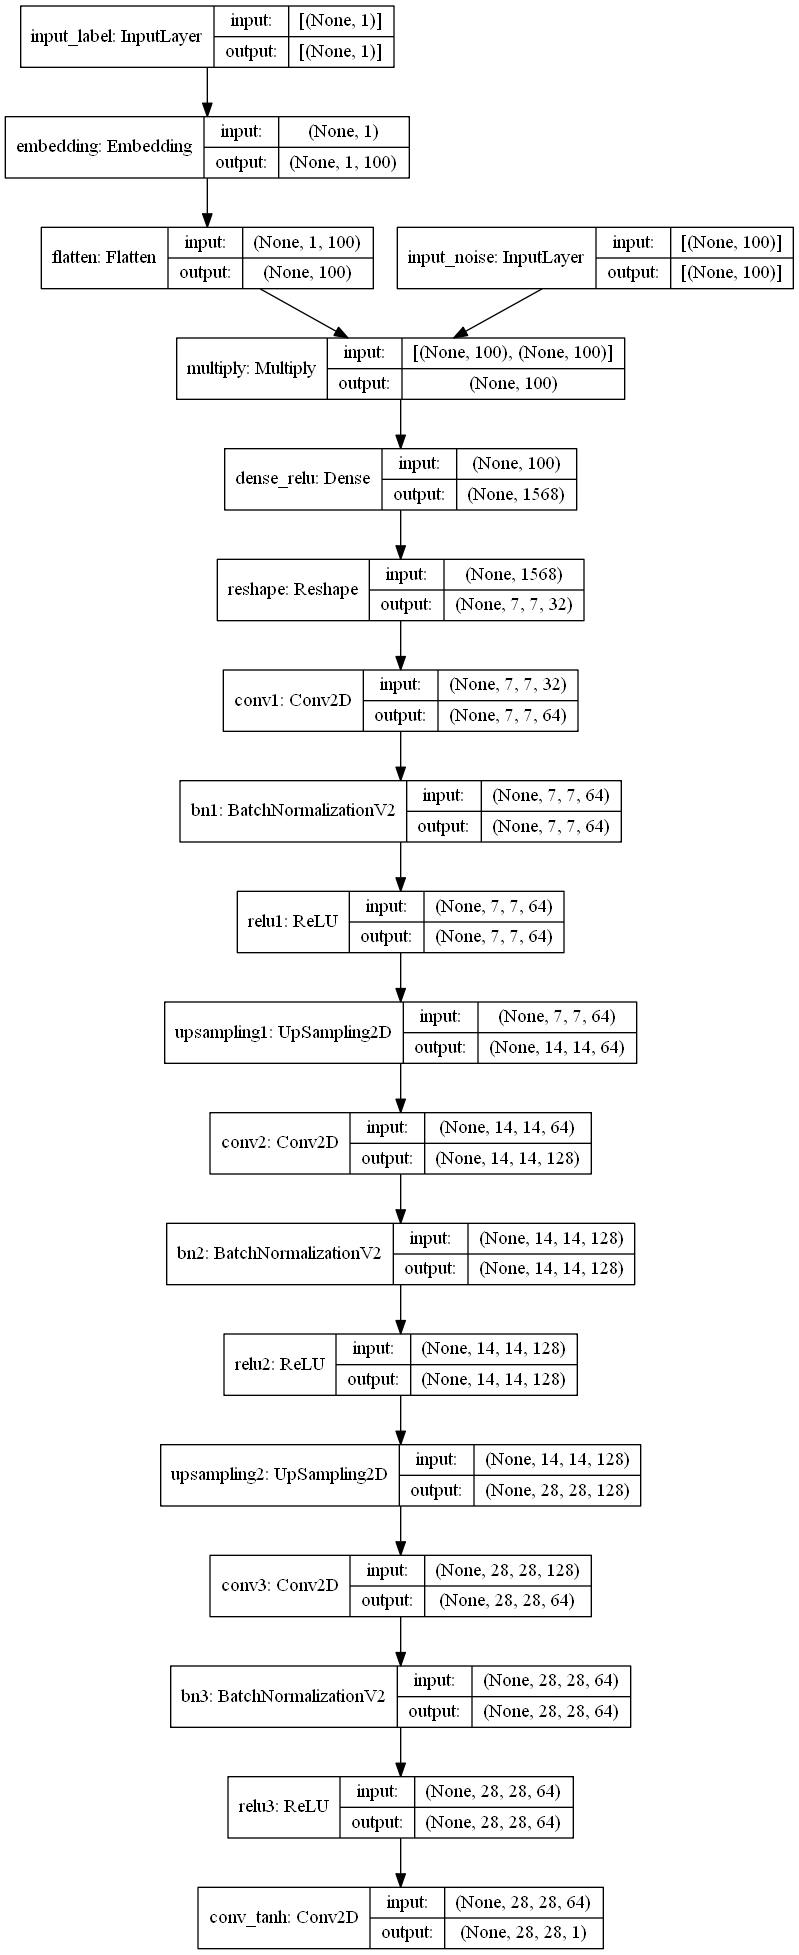 input_label: InputLayer
input: [(None, 1)]
output: [(None, 1)]
embedding: Embedding
input: (None, 1)
output: (None, 1, 100)
flatten: Flatten
input: (None, 1, 100)
output: (None, 100)
input_noise: InputLayer
input: [(None, 100)]
output: [(None, 100)]
multiply: Multiply
input: [(None, 100), (None, 100)]
output: (None, 100)
dense_relu: Dense
input: (None, 100)
output: (None, 1568)
reshape: Reshape
input: (None, 1568)
output: (None, 7, 7, 32)
conv1: Conv2D
input: (None, 7, 7, 32)
output: (None, 7, 7, 64)
bn1: BatchNormalizationV2
input: (None, 7, 7, 64)
output: (None, 7, 7, 64)
relu1: ReLU
input: (None, 7, 7, 64)
output: (None, 7, 7, 64)
upsampling1: UpSampling2D
input: (None, 7, 7, 64)
output: (None, 14, 14, 64)
conv2: Conv2D
input: (None, 14, 14, 64)
output: (None, 14, 14, 128)
bn2: BatchNormalizationV2
input: (None, 14, 14, 128)
output: (None, 14, 14, 128)
relu2: ReLU
input: (None, 14, 14, 128)
output: (None, 14, 14, 128)
upsampling2: UpSampling2D
input: (None, 14, 14, 128)
output: (None, 28, 28, 128)
conv3: Conv2D
input: (None, 28, 28, 128)
output: (None, 28, 28, 64)
bn3: BatchNormalizationV2
input: (None, 28, 28, 64)
output: (None, 28, 28, 64)
relu3: ReLU
input: (None, 28, 28, 64)
output: (None, 28, 28, 64)
conv_tanh: Conv2D
input: (None, 28, 28, 64)
output: (None, 28, 28, 1)